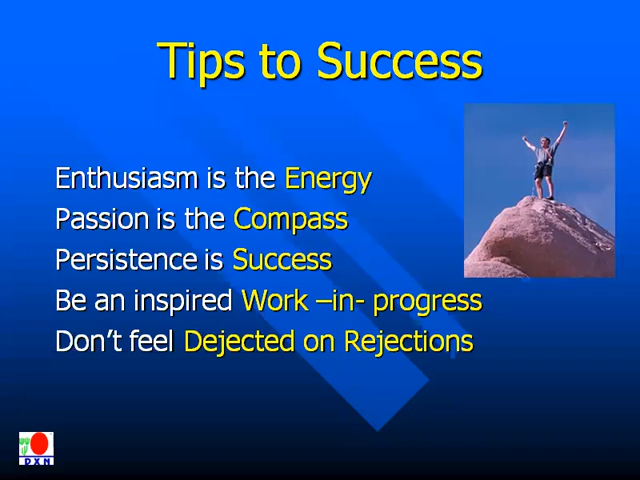 Tips to Success
Enthusiasm is the Energy
Passion is the Compass
Persistence is Success
Be an inspired Work –in- progress
Don’t feel Dejected on Rejections
DXN